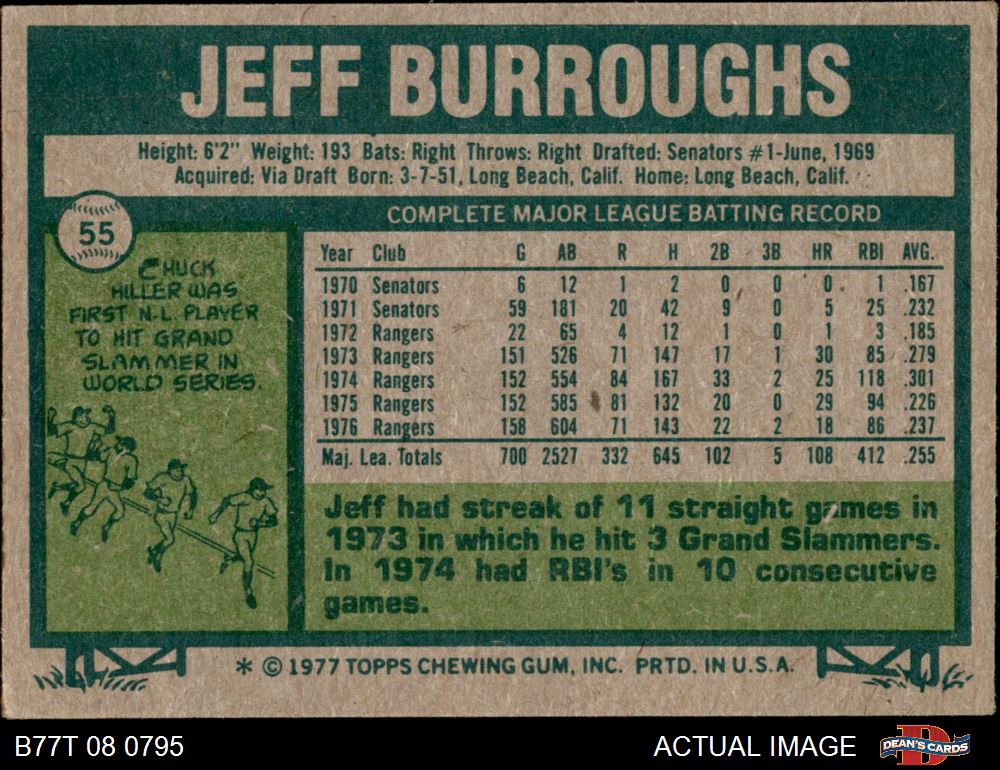 JEFF BURROUGHS
Height: 6'2" Weight: 193 Bats: Right Throws: Right Drafted: Senators #1-June, 1969
Acquired: Via Draft Born: 3-7-51, Long Beach, Calif. Home: Long Beach, Calif.
55
CHUCK
HILLER WAS
FIRST N.L. PLAYER
TO HIT GRAND
SLAMMER IN
WORLD SERIES.
COMPLETE MAJOR LEAGUE BATTING RECORD
Year Club G AB R H 2B 3B HR RBI AVG.
1970 Senators 6 12 1 2 0 0 0 1 .167
1971 Senators 59 181 20 42 9 0 5 25 .232
1972 Rangers 22 65 4 12 1 0 1 3 .185
1973 Rangers 151 526 71 147 17 1 30 85 .279
1974 Rangers 152 554 84 167 33 2 25 118 .301
1975 Rangers 152 585 81 132 20 0 29 94 .226
1976 Rangers 158 604 71 143 22 2 18 86 .237
Maj. Lea. Totals 700 2527 332 645 102 5 108 412 .255
Jeff had streak of 11 straight games in
1973 in which he hit 3 Grand Slammers.
In 1974 had RBI's in 10 consecutive
games.
* © 1977 TOPPS CHEWING GUM, INC. PRTD. IN U.S.A.
B77T 08 0795
ACTUAL IMAGE
D
DEAN'S CARDS